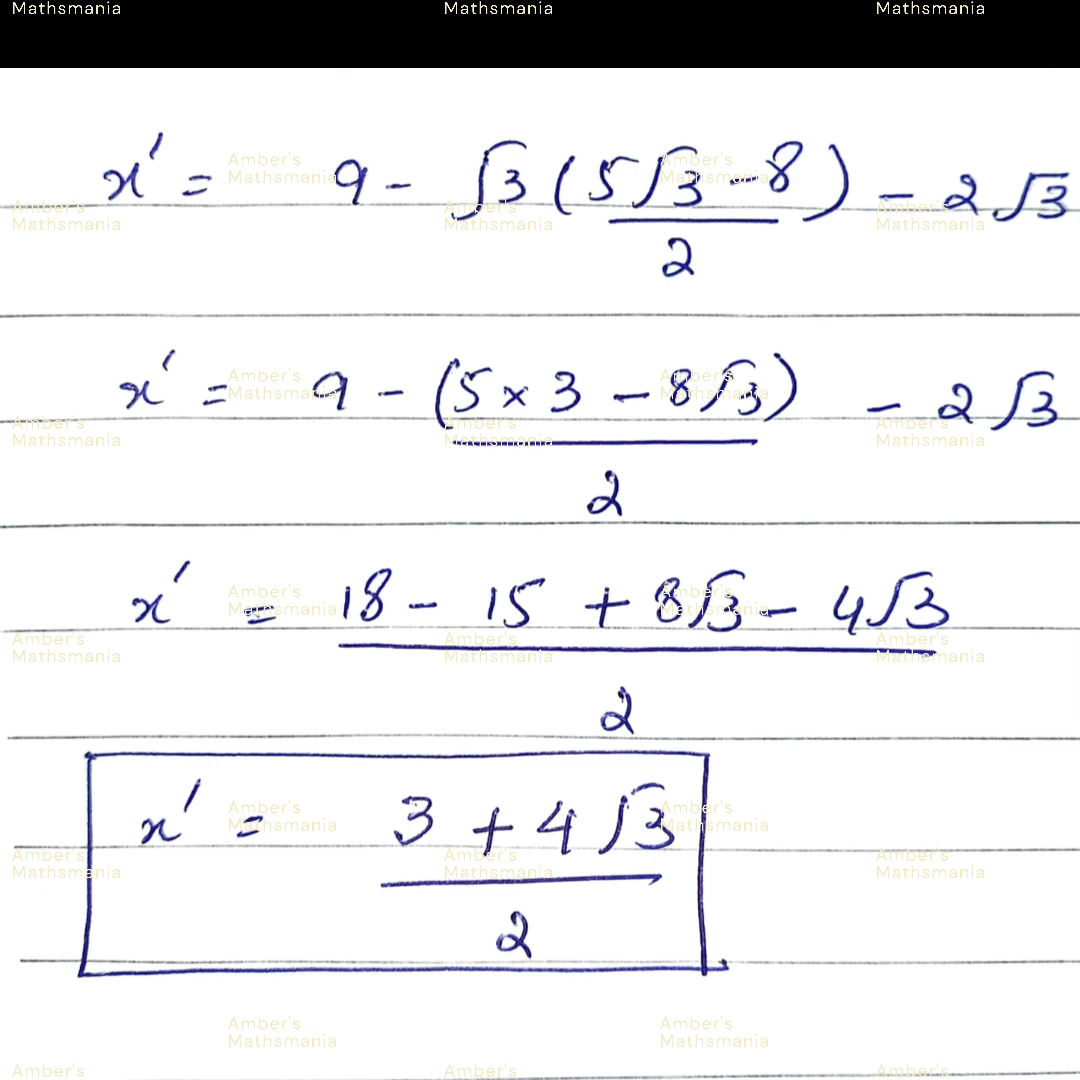 Mathsmania Mathsmania Mathsmania
x' = 9 - √3 (5√3 - 8)/2 - 2√3
x' = 9 - (5 × 3 - 8√3)/2 - 2√3
x' = (18 - 15 + 8√3 - 4√3)/2
x' = (3 + 4√3)/2
Amber's Mathsmania